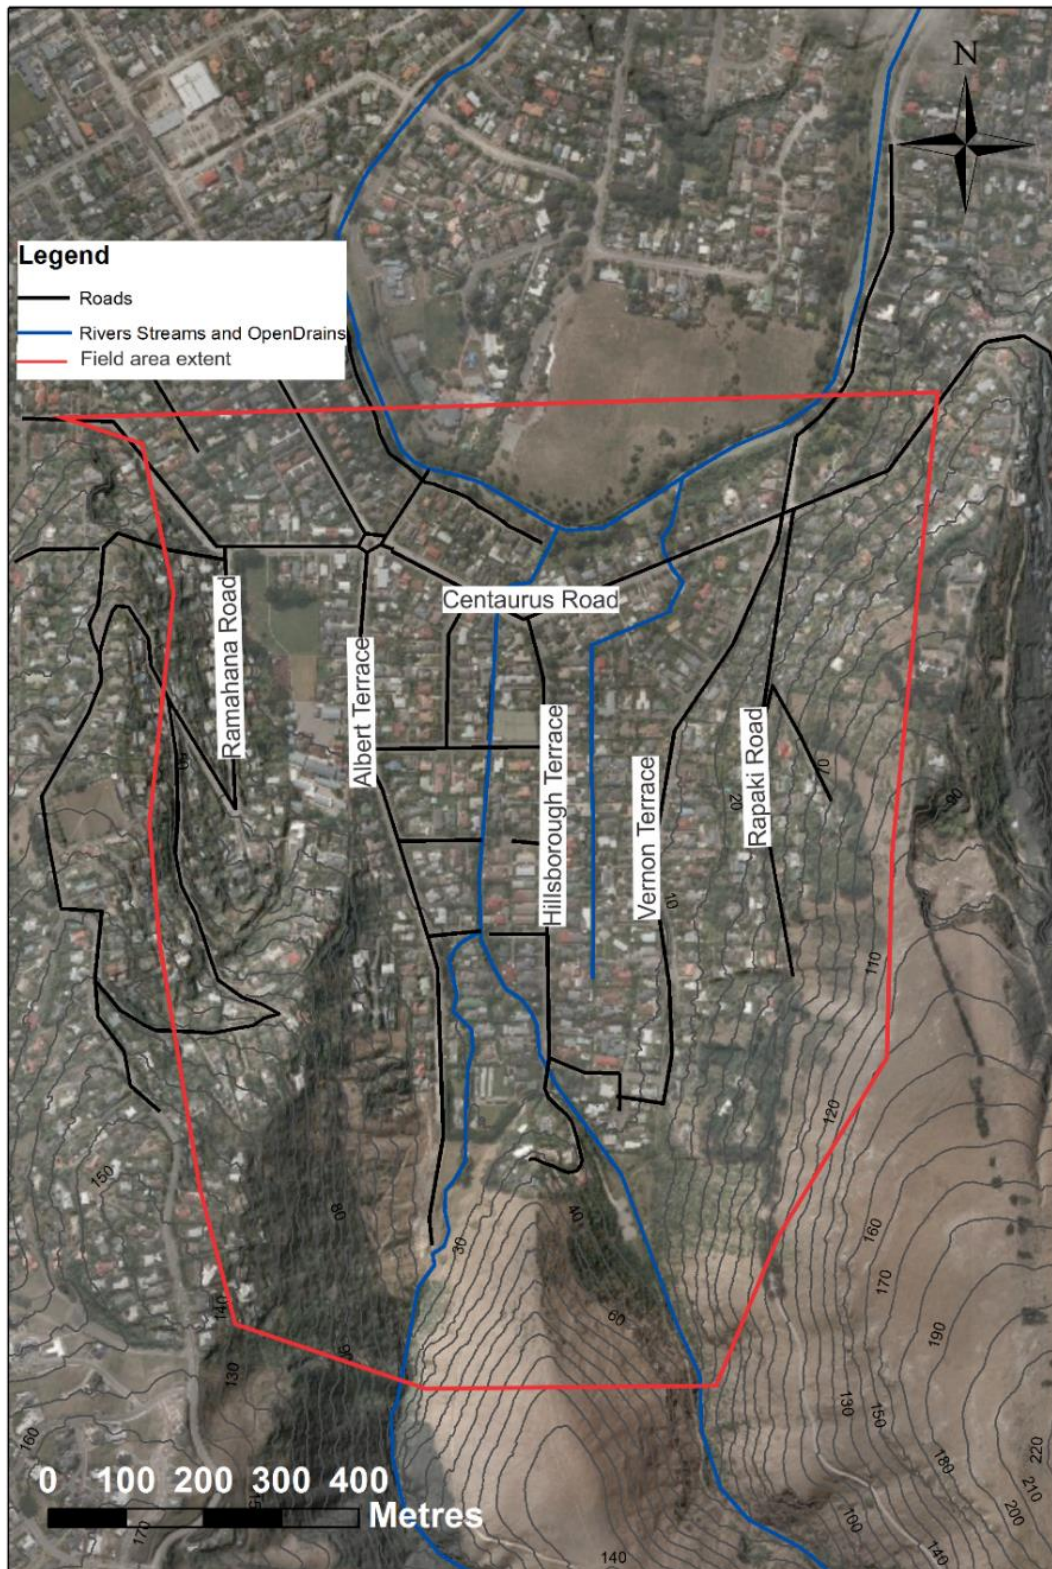 N
Legend
Roads
Rivers Streams and OpenDrains
Field area extent
Centaurus Road
Ramahana Road
Albert Terrace
Hillsborough Terrace
Vernon Terrace
Rapaki Road
20
10
90
110
120
150
80
40
30
160
60
170
140
190
130
130
150
160
180
220
210
200
100
170
140
140
0 100 200 300 400
Metres